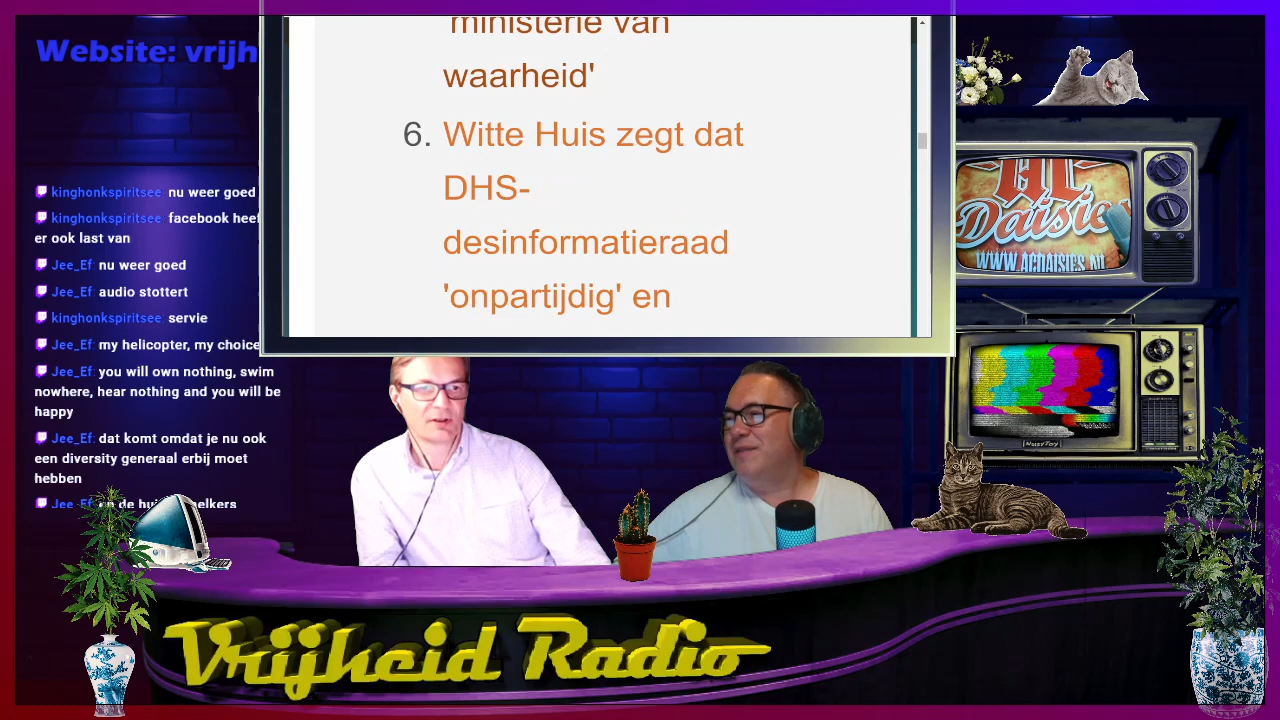 Website: vrijh
'ministerie van
waarheid'
6. Witte Huis zegt dat
DHS-
desinformatieraad
'onpartijdig' en
kinghonkspiritsee: nu weer goed
kinghonkspiritsee: facebook heef
er ook last van
Jee_Ef: nu weer goed
Jee_Ef: audio stottert
kinghonkspiritsee: servie
Jee_Ef: my helicopter, my choice
Jee_Ef: you will own nothing, swim
nowhere, hear nothing and you will be
happy
Jee_Ef: dat komt omdat je nu ook
een diversity generaal erbij moet
hebben
Daisies
WWW.ACDAISIES.NL
Vrijheid Radio